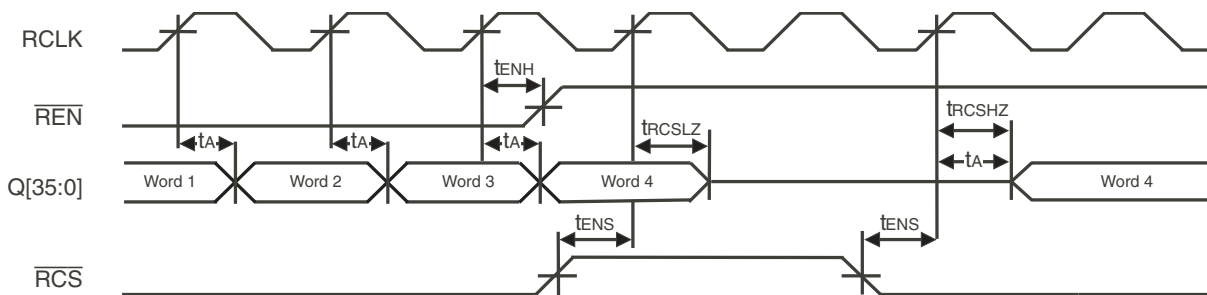 RCLK
tENH
REN
tRCSLZ
tRCSHZ
tA tA tA tA
Q[35:0] Word 1 Word 2 Word 3 Word 4 Word 4
tENS tENS
RCS